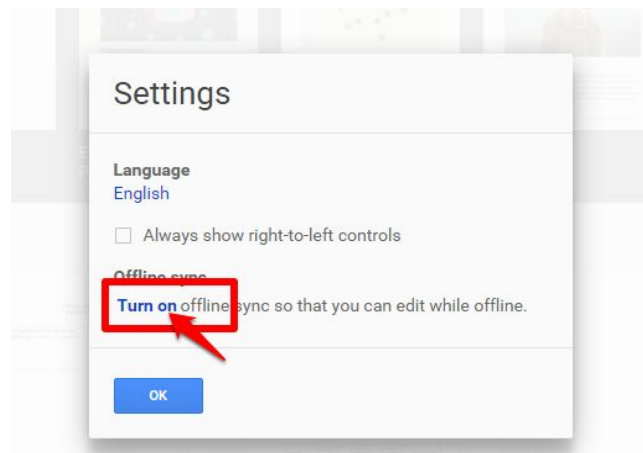 Settings
Language
English
Always show right-to-left controls
Offline sync
Turn on offline sync so that you can edit while offline.
OK